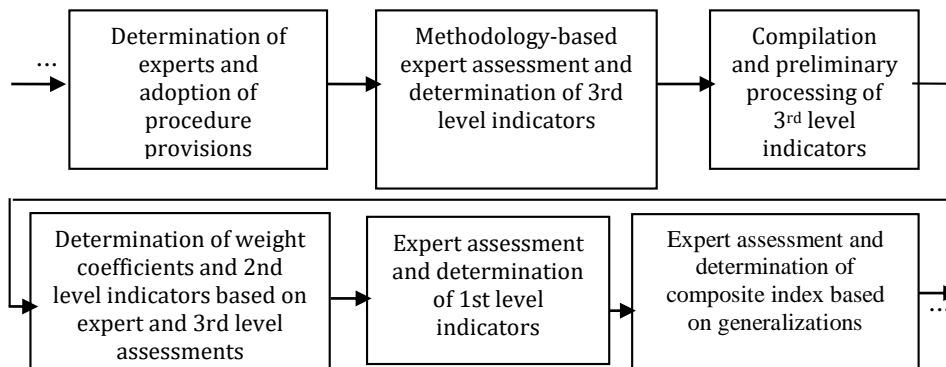 ...
Determination of
experts and
adoption of
procedure
provisions
Methodology-based
expert assessment and
determination of 3rd
level indicators
Compilation
and preliminary
processing of
3rd level
indicators
Determination of weight
coefficients and 2nd
level indicators based on
expert and 3rd level
assessments
Expert assessment
and determination
of 1st level
indicators
Expert assessment and
determination of
composite index based
on generalizations
...